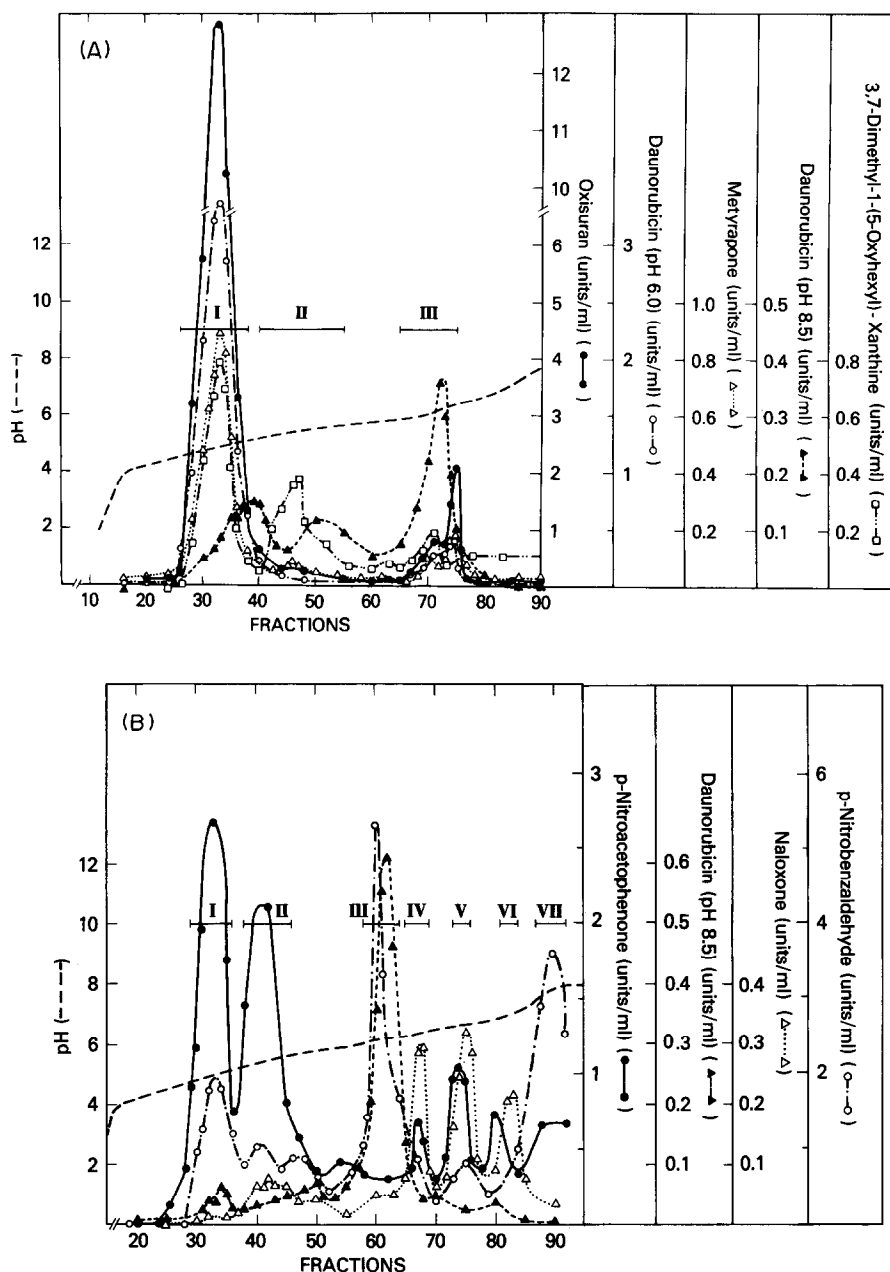 (A)
12
10
8
6
4
2
pH (----)
I
II
III
12
11
10
6
5
4
3
2
1
Oxisuran (units/ml) (●—●)
3
2
1
Daunorubicin (pH 6.0) (units/ml) (○–·–○)
1.0
0.8
0.6
0.4
0.2
Metyrapone (units/ml) (△······△)
0.5
0.4
0.3
0.2
0.1
Daunorubicin (pH 8.5) (units/ml) (▲---▲)
0.8
0.6
0.4
0.2
3,7-Dimethyl-1-(5-Oxyhexyl)-Xanthine (units/ml) (□·····□)
10 20 30 40 50 60 70 80 90
FRACTIONS
(B)
12
10
8
6
4
2
pH (----)
I
II
III
IV
V
VI
VII
3
2
1
p-Nitroacetophenone (units/ml) (●—●)
0.6
0.5
0.4
0.3
0.2
0.1
Daunorubicin (pH 8.5) (units/ml) (▲---▲)
0.4
0.3
0.2
0.1
Naloxone (units/ml) (△······△)
6
4
2
p-Nitrobenzaldehyde (units/ml) (○–·–○)
20 30 40 50 60 70 80 90
FRACTIONS